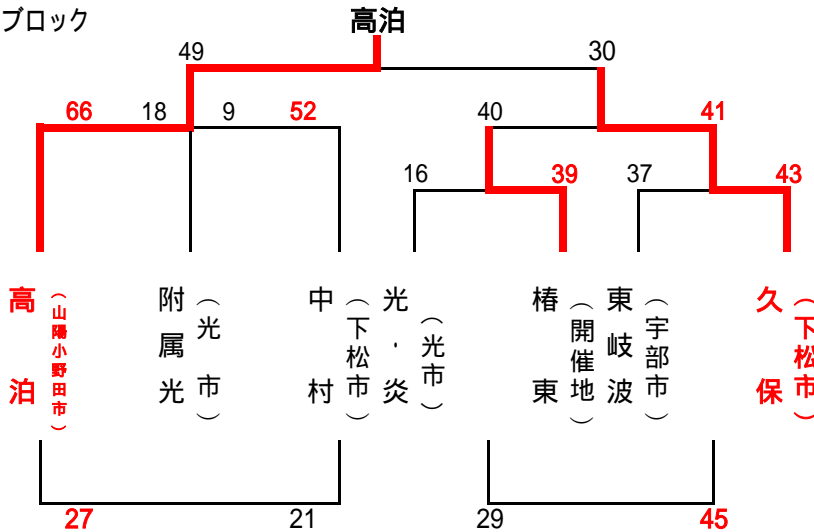 ブロック
高泊
49
30
66
18
9
52
40
41
16
39
37
43
高泊
（山陽小野田市）
附属光
（光市）
中村
（下松市）
光・炎
（光市）
椿東
（開催地）
東岐波
（宇部市）
久保
（下松市）
27
21
29
45